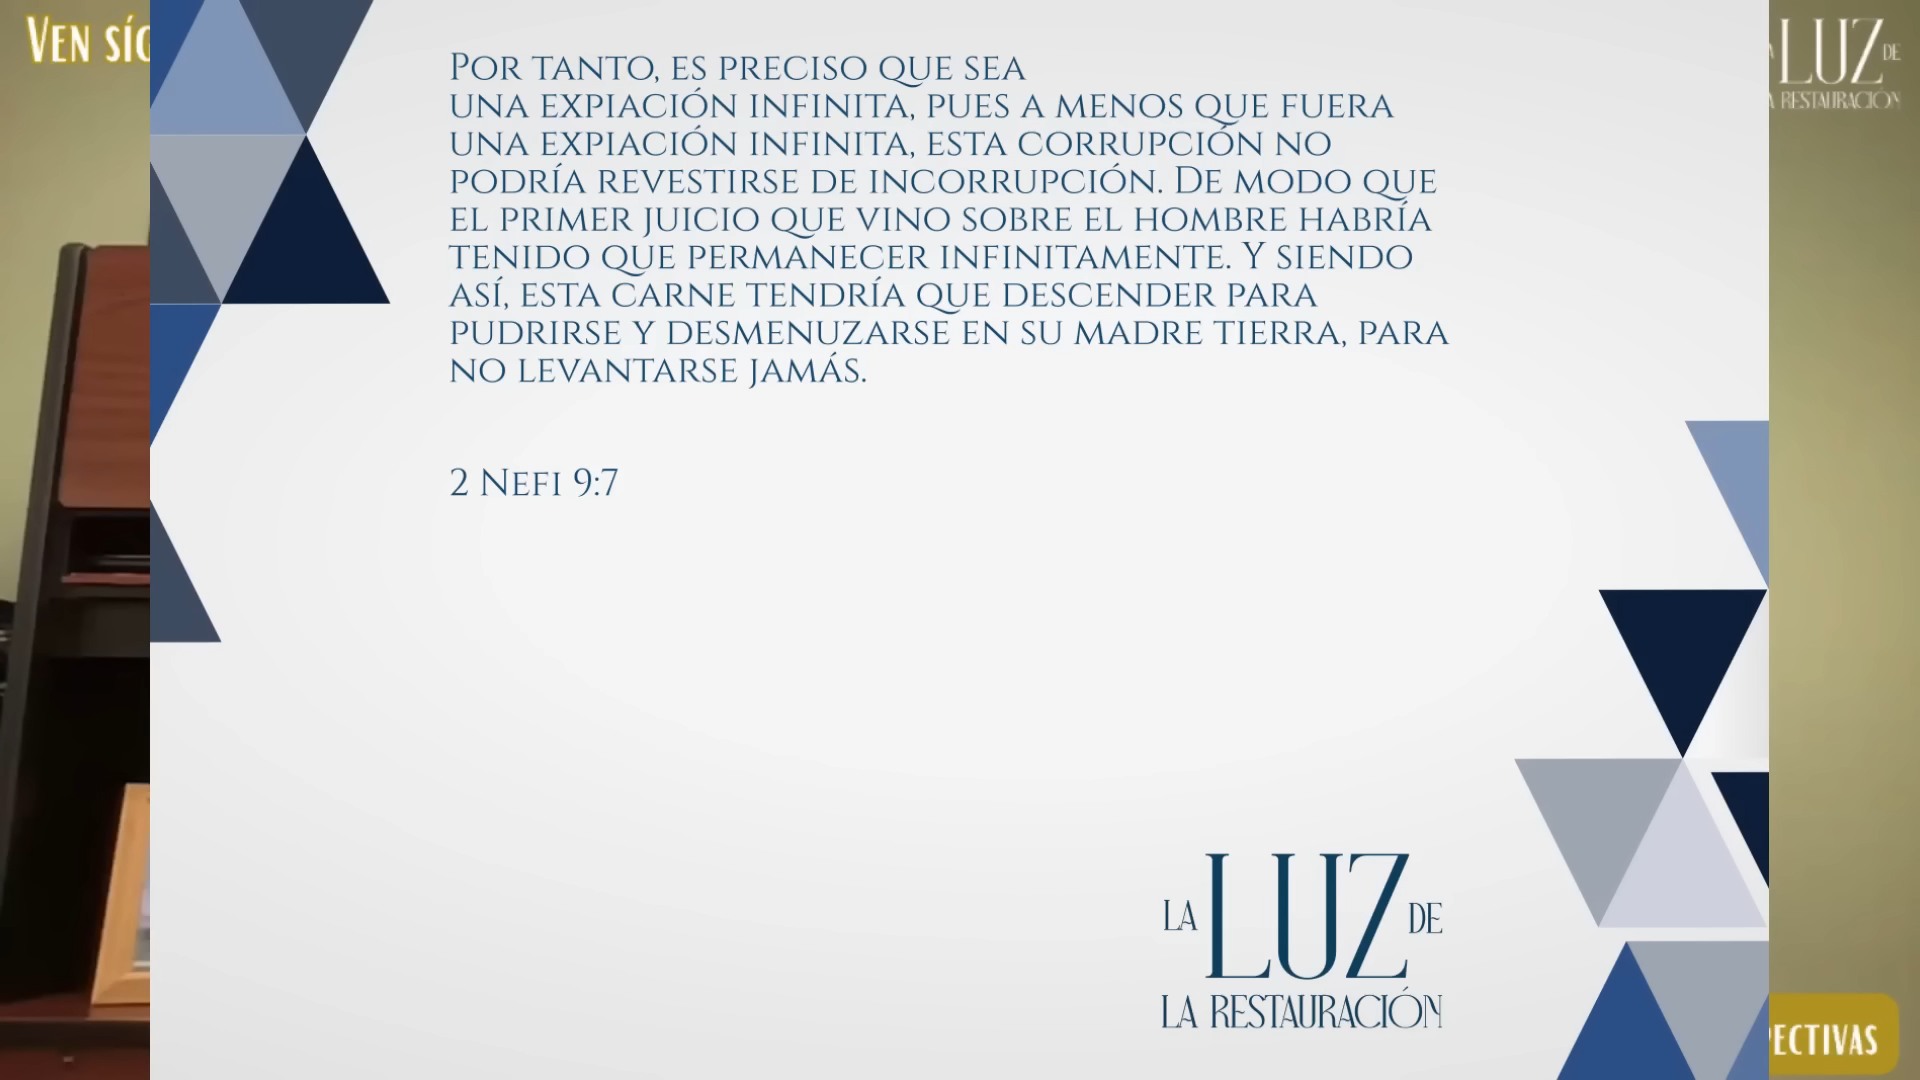 VEN SÍG
POR TANTO, ES PRECISO QUE SEA
UNA EXPIACIÓN INFINITA, PUES A MENOS QUE FUERA
UNA EXPIACIÓN INFINITA, ESTA CORRUPCIÓN NO
PODRÍA REVESTIRSE DE INCORRUPCIÓN. DE MODO QUE
EL PRIMER JUICIO QUE VINO SOBRE EL HOMBRE HABRÍA
TENIDO QUE PERMANECER INFINITAMENTE. Y SIENDO
ASÍ, ESTA CARNE TENDRÍA QUE DESCENDER PARA
PUDRIRSE Y DESMENUZARSE EN SU MADRE TIERRA, PARA
NO LEVANTARSE JAMÁS.
2 NEFI 9:7
LUZ DE
LA RESTAURACIÓN
LA LUZ DE
LA RESTAURACIÓN
PECTIVAS